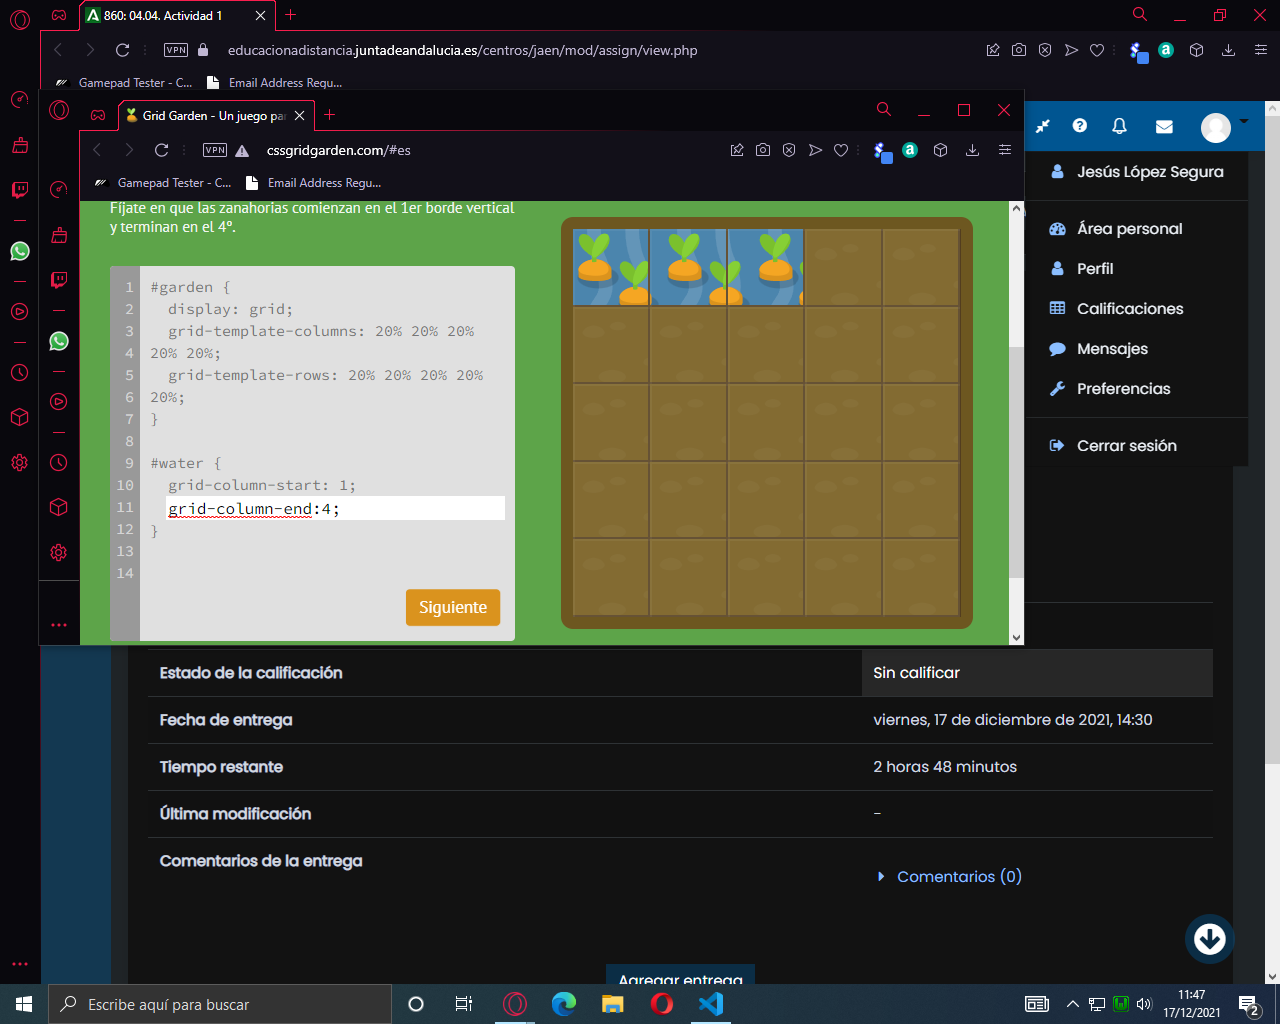 860: 04.04. Actividad 1
VPN
educacionadistancia.juntadeandalucia.es/centros/jaen/mod/assign/view.php
Gamepad Tester - C...
Email Address Requ...
Grid Garden - Un juego par
VPN
cssgridgarden.com/#es
Gamepad Tester - C...
Email Address Requ...
Fíjate en que las zanahorias comienzan en el 1er borde vertical
y terminan en el 4º.
1 #garden {
2 display: grid;
3 grid-template-columns: 20% 20% 20%
4 20% 20%;
5 grid-template-rows: 20% 20% 20% 20%
6 20%;
7 }
8
9 #water {
10 grid-column-start: 1;
11 grid-column-end:4;
12 }
13
14
Siguiente
Jesús López Segura
Área personal
Perfil
Calificaciones
Mensajes
Preferencias
Cerrar sesión
Estado de la calificación
Sin calificar
Fecha de entrega
viernes, 17 de diciembre de 2021, 14:30
Tiempo restante
2 horas 48 minutos
Última modificación
-
Comentarios de la entrega
Comentarios (0)
Agregar entrega
Escribe aquí para buscar
11:47
17/12/2021
2